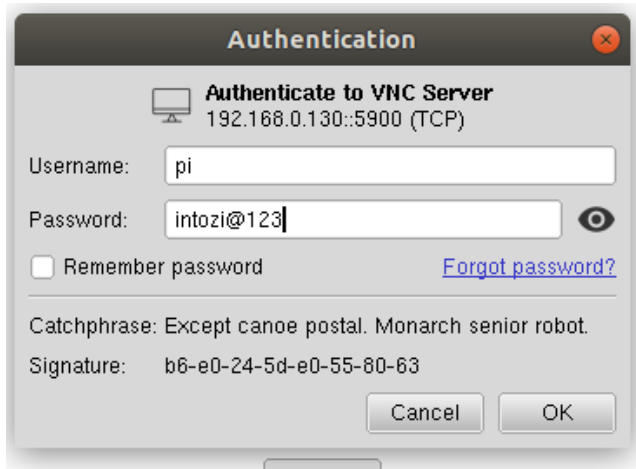 Authentication
Authenticate to VNC Server
192.168.0.130::5900 (TCP)
Username: pi
Password: intozi@123
Remember password Forgot password?
Catchphrase: Except canoe postal. Monarch senior robot.
Signature: b6-e0-24-5d-e0-55-80-63
Cancel OK